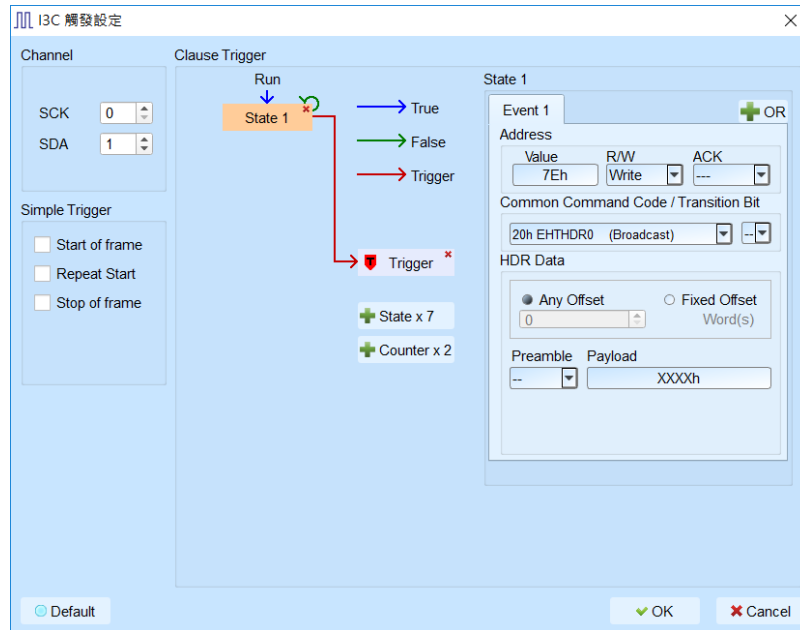 I3C 觸發設定
Channel
SCK 0
SDA 1
Simple Trigger
Start of frame
Repeat Start
Stop of frame
Clause Trigger
Run
State 1
True
False
Trigger
Trigger
State x 7
Counter x 2
State 1
Event 1
OR
Address
Value R/W ACK
7Eh Write ---
Common Command Code / Transition Bit
20h EHTHDR0 (Broadcast) --
HDR Data
Any Offset Fixed Offset
0 Word(s)
Preamble Payload
-- XXXXh
Default
OK
Cancel